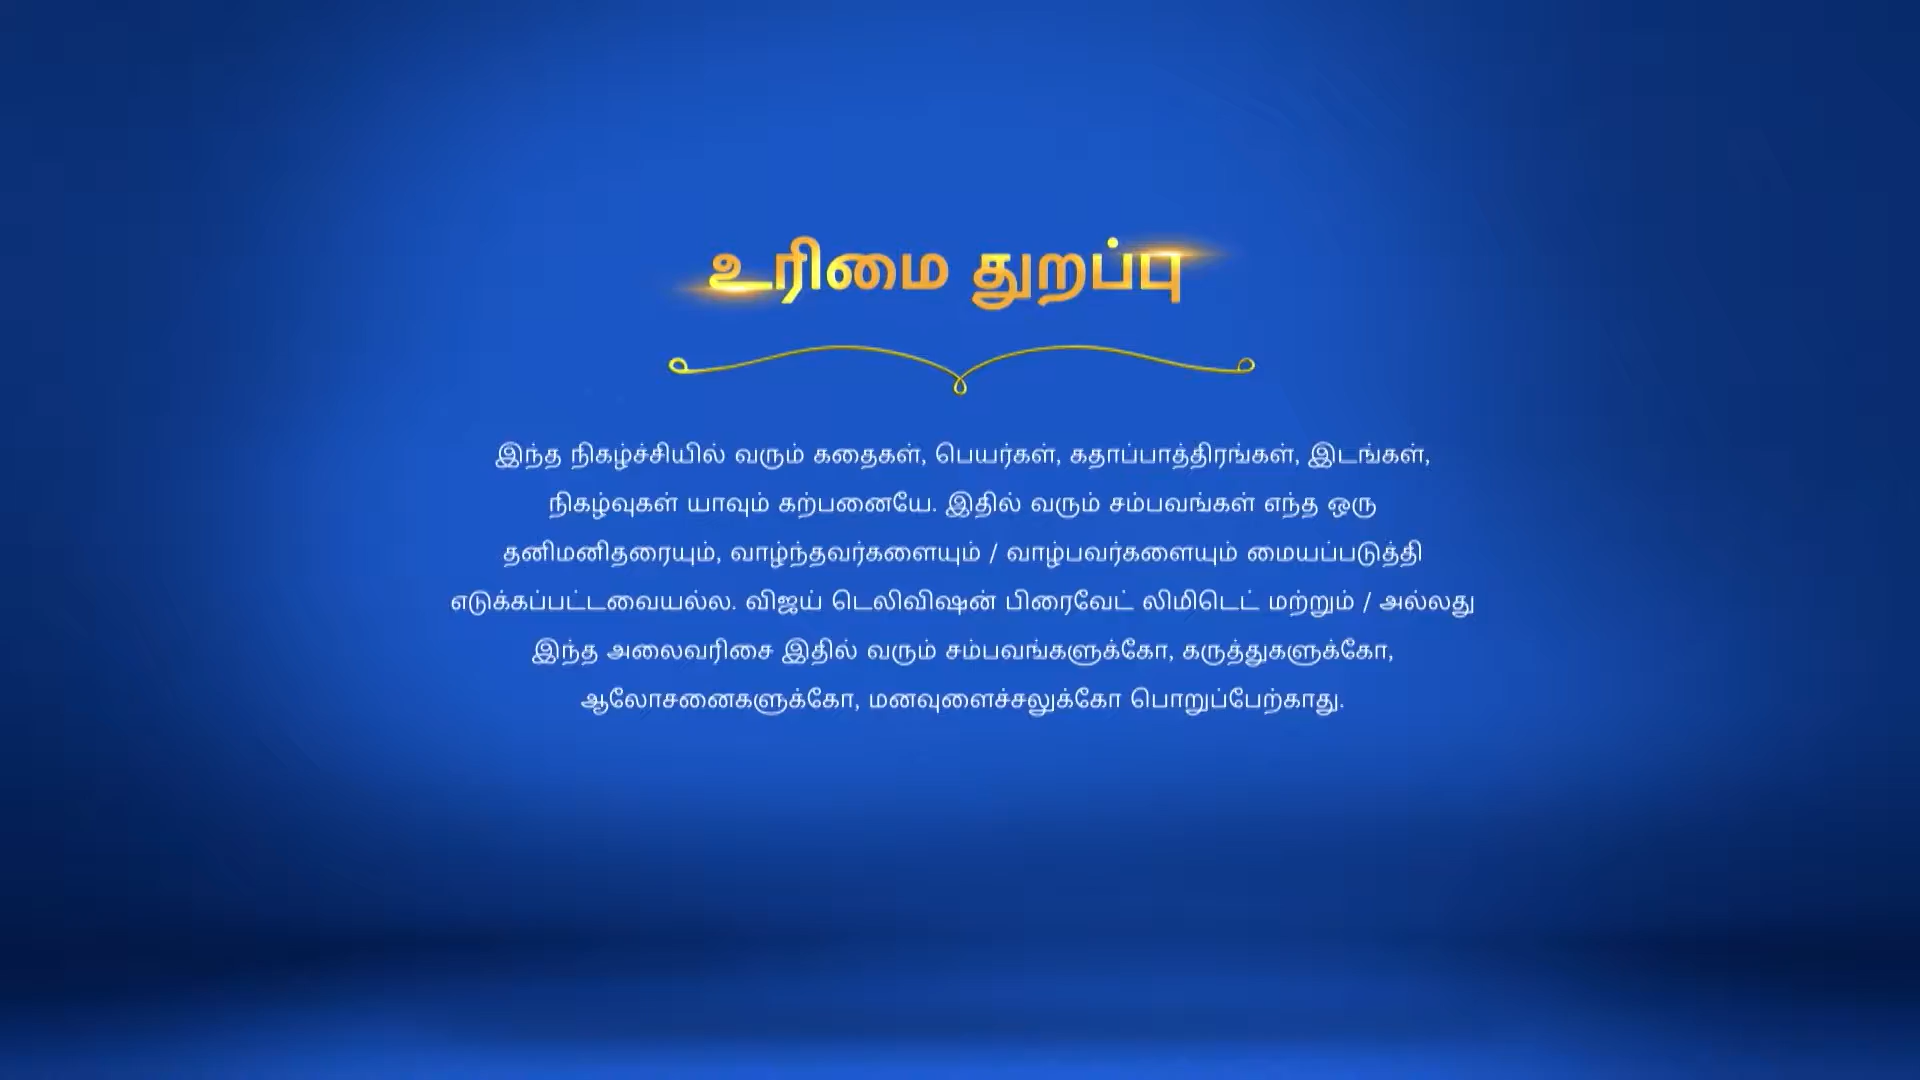 உரிமை துறப்பு
இந்த நிகழ்ச்சியில் வரும் கதைகள், பெயர்கள், கதாப்பாத்திரங்கள், இடங்கள்,
நிகழ்வுகள் யாவும் கற்பனையே. இதில் வரும் சம்பவங்கள் எந்த ஒரு
தனிமனிதரையும், வாழ்ந்தவர்களையும் / வாழ்பவர்களையும் மையப்படுத்தி
எடுக்கப்பட்டவையல்ல. விஜய் டெலிவிஷன் பிரைவேட் லிமிடெட் மற்றும் / அல்லது
இந்த அலைவரிசை இதில் வரும் சம்பவங்களுக்கோ, கருத்துகளுக்கோ,
ஆலோசனைகளுக்கோ, மனவுளைச்சலுக்கோ பொறுப்பேற்காது.